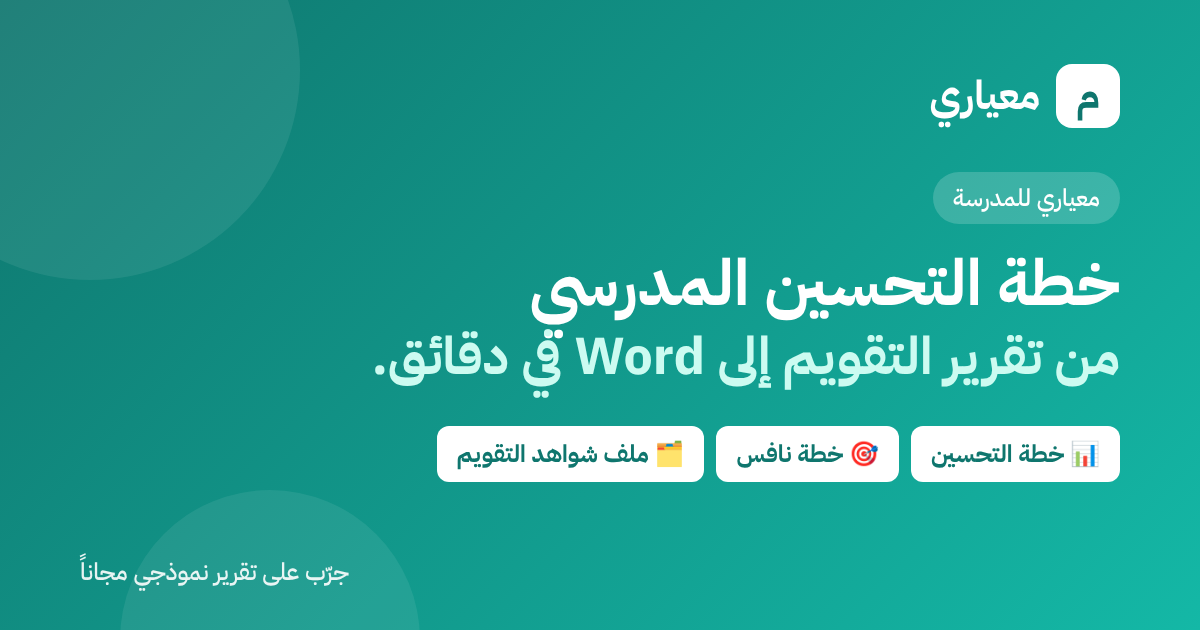 م معياري
معياري للمدرسة
خطة التحسين المدرسي
من تقرير التقويم إلى Word في دقائق.
📊 خطة التحسين 🎯 خطة نافس 🗂️ ملف شواهد التقويم
جرّب على تقرير نموذجي مجاناً